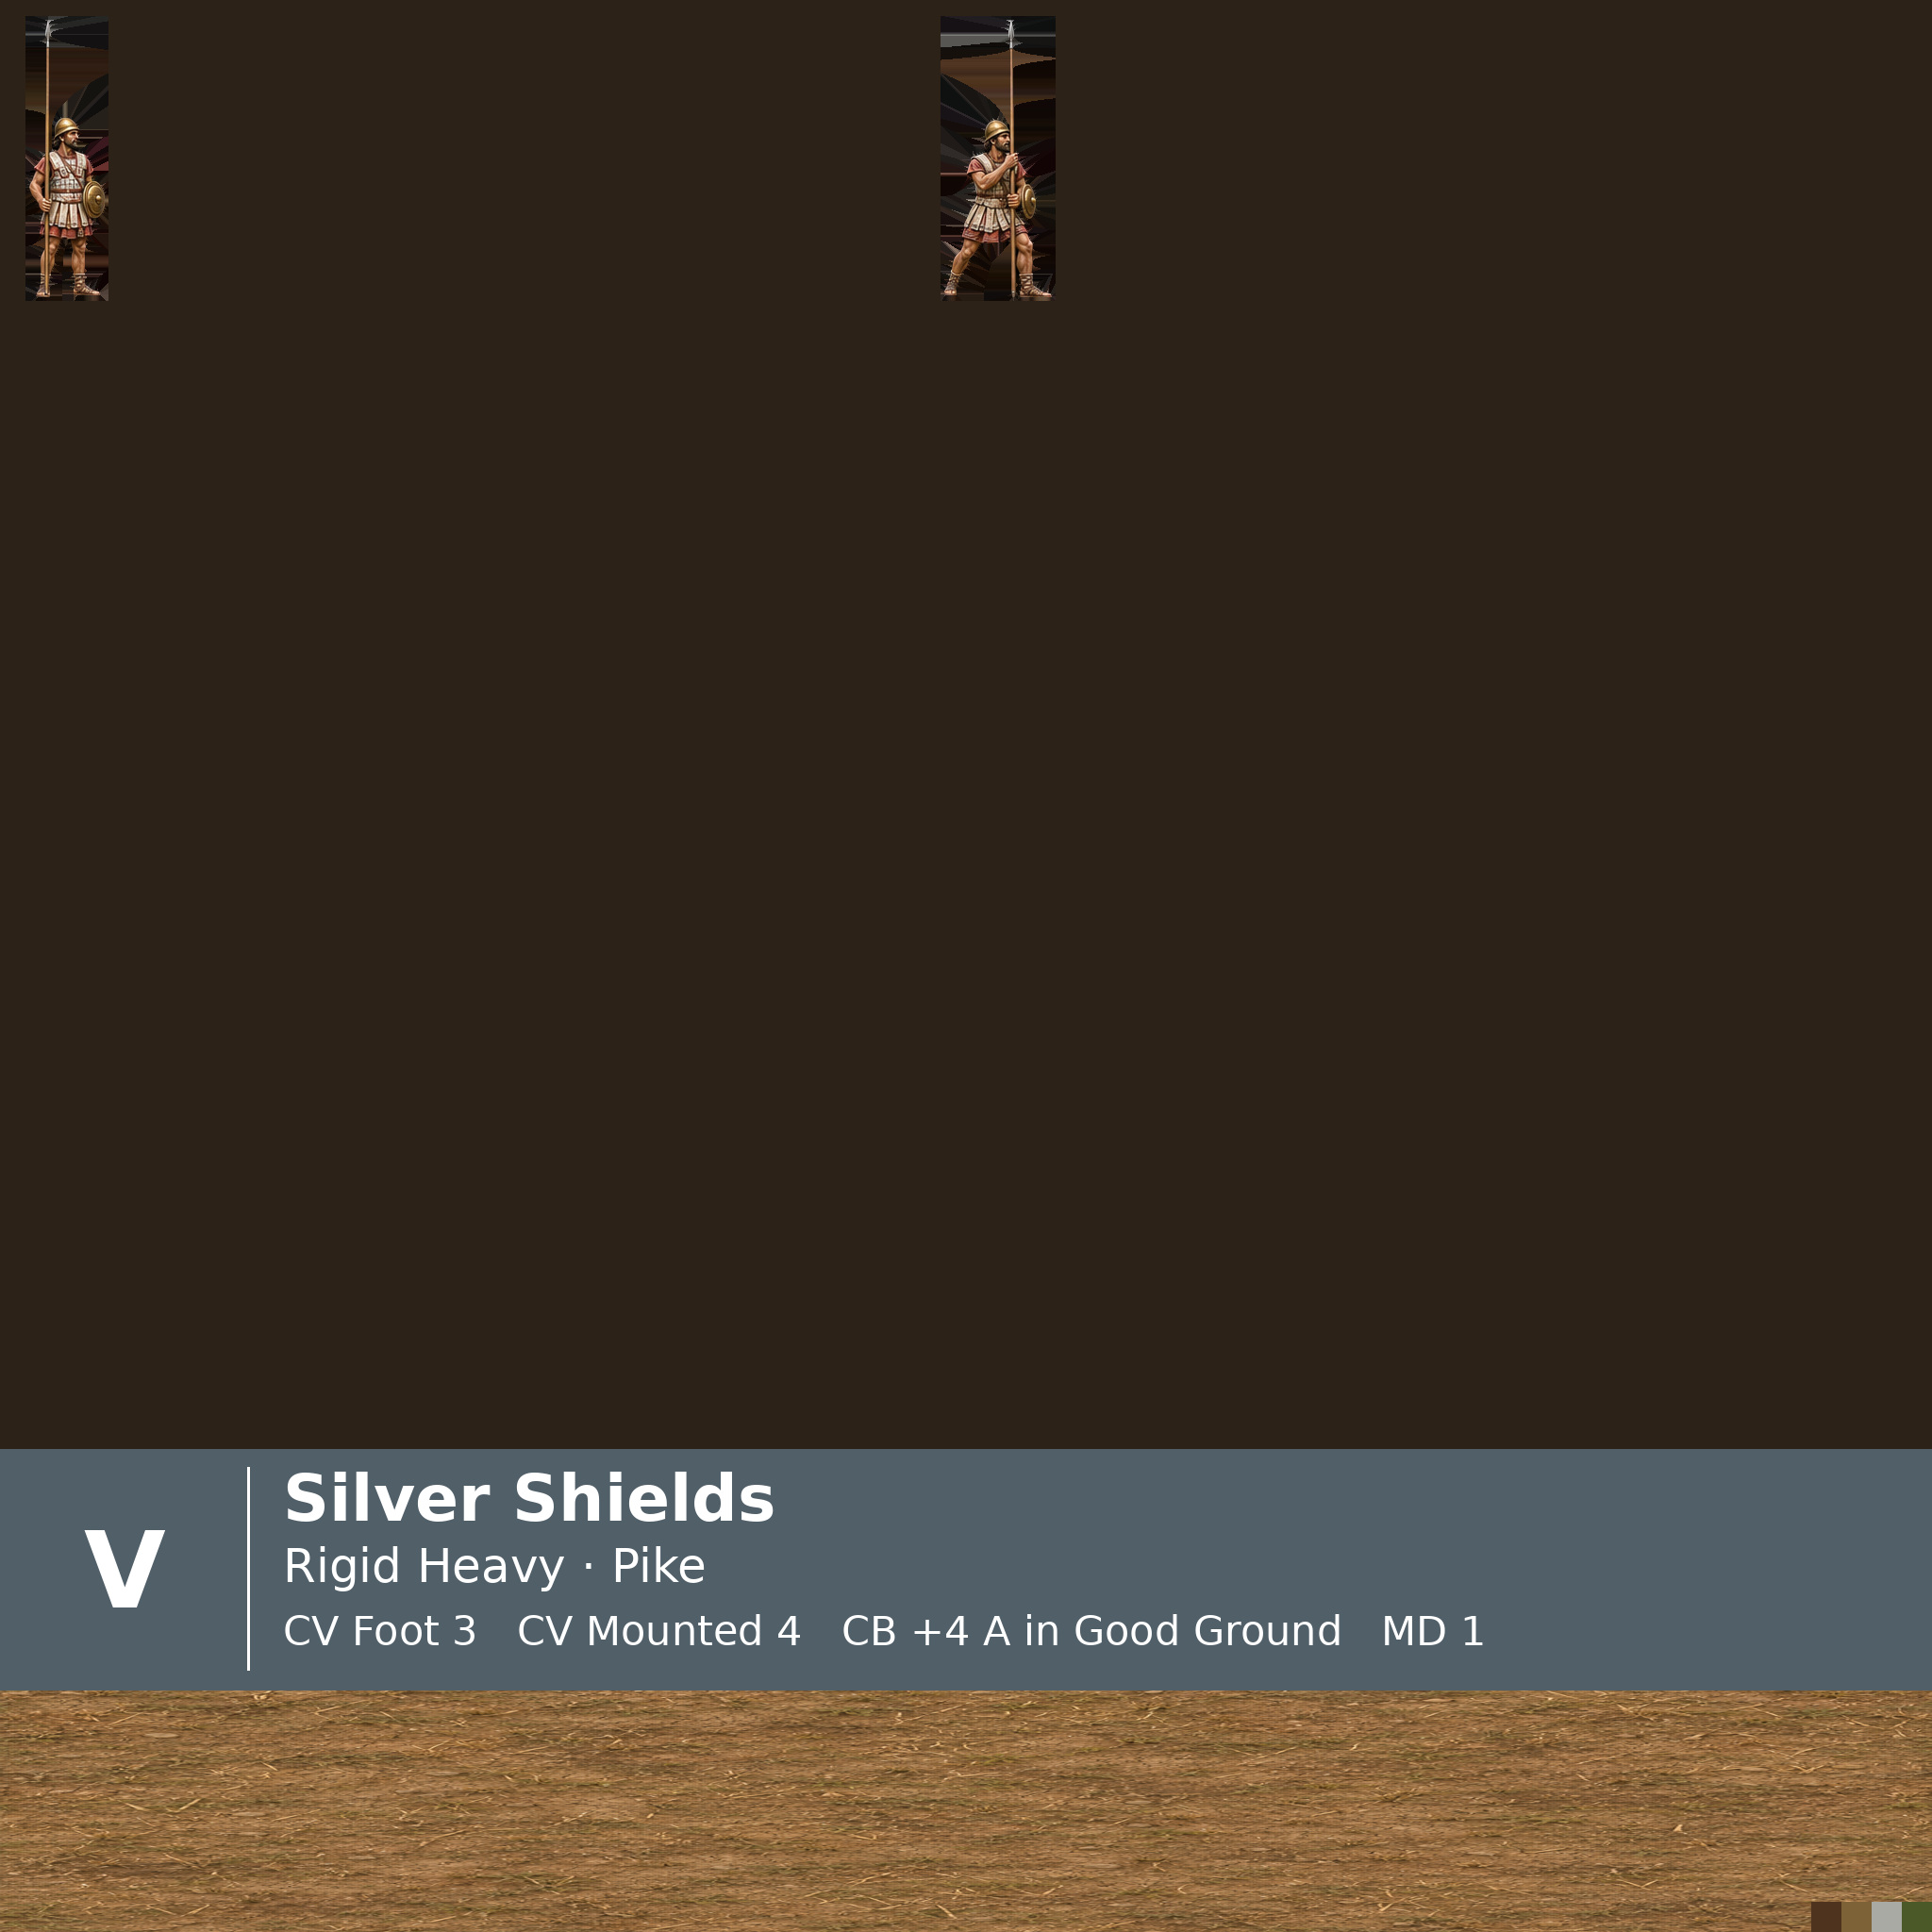 V
Silver Shields
Rigid Heavy · Pike
CV Foot 3 CV Mounted 4 CB +4 A in Good Ground MD 1